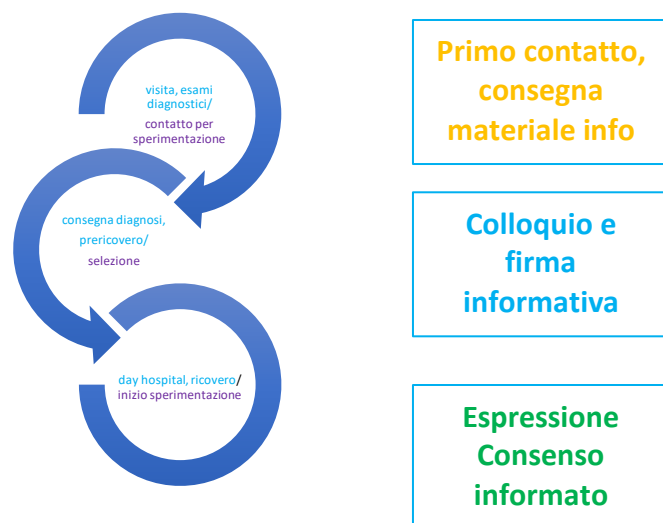 visita, esami
diagnostici/
contatto per
sperimentazione
Primo contatto,
consegna
materiale info
consegna diagnosi,
prericovero/
selezione
Colloquio e
firma
informativa
day hospital, ricovero/
inizio sperimentazione
Espressione
Consenso
informato